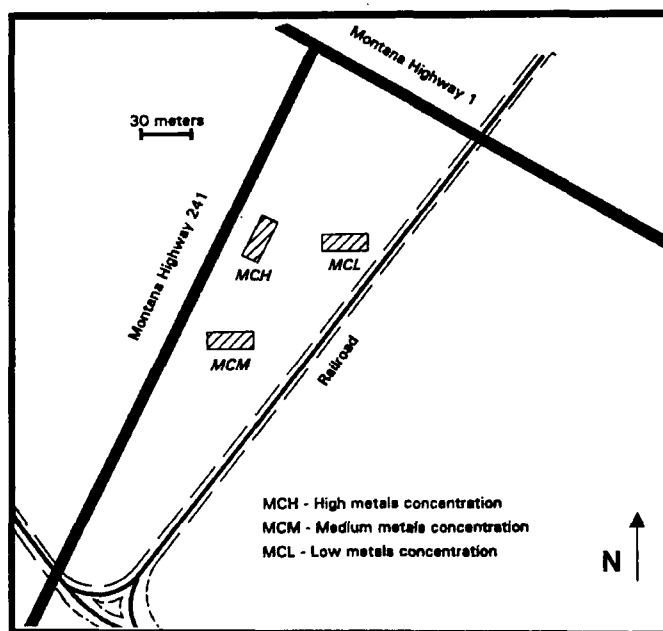 Montana Highway 1
30 meters
Montana Highway 241
MCH
MCL
MCM
Railroad
MCH - High metals concentration
MCM - Medium metals concentration
MCL - Low metals concentration
N